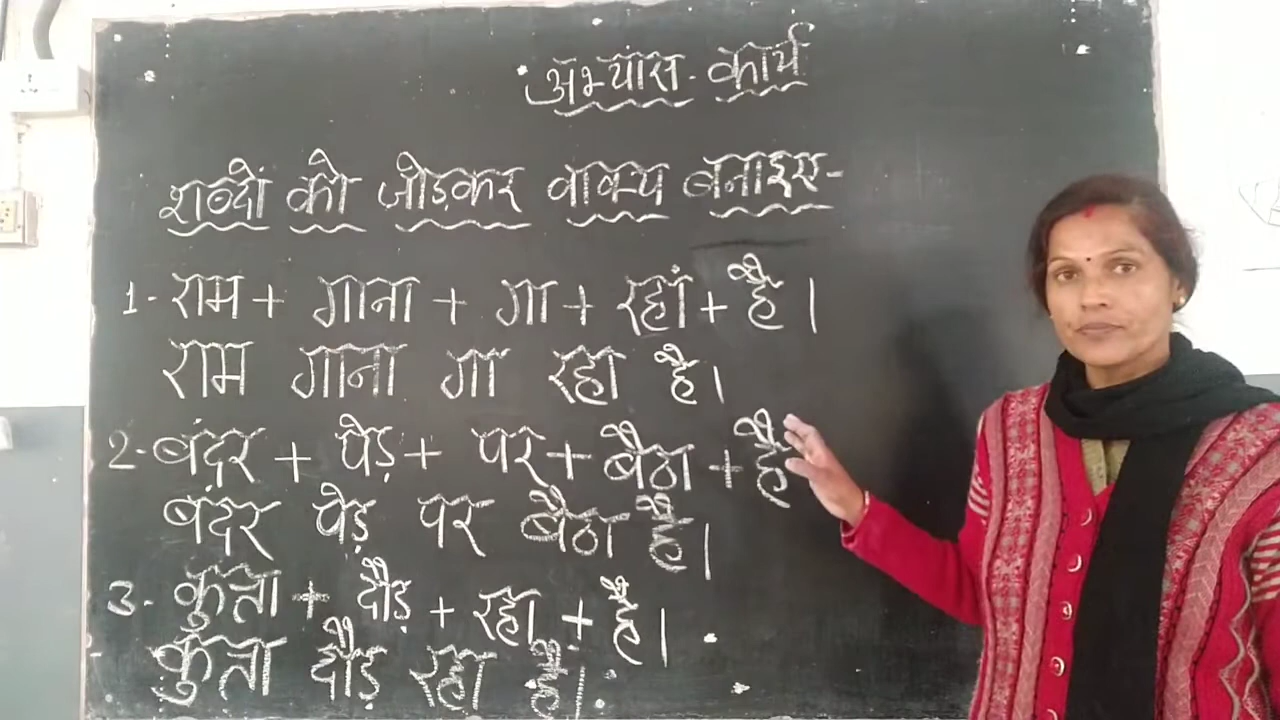 अभ्यास-कार्य
शब्दों को जोड़कर वाक्य बनाइए-
1- राम + गाना + गा + रहा + है।
राम गाना गा रहा है।
2- बंदर + पेड़ + पर + बैठा + है
बंदर पेड़ पर बैठा है।
3- कुत्ता + दौड़ + रहा + है।
कुत्ता दौड़ रहा है।